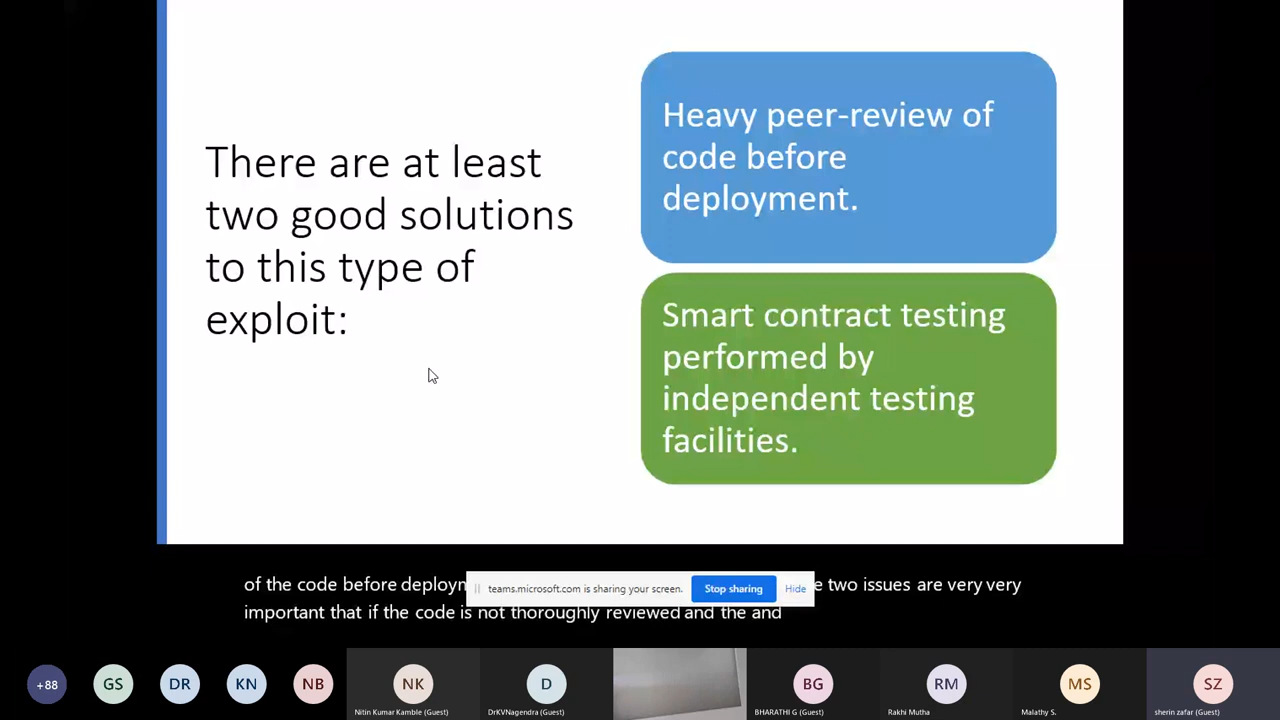 There are at least
two good solutions
to this type of
exploit:
Heavy peer-review of
code before
deployment.
Smart contract testing
performed by
independent testing
facilities.
of the code before
two issues are very very
teams.microsoft.com is sharing your screen.
Stop sharing
Hide
important that if the code is not thoroughly reviewed and the and
+88
GS
DR
KN
NB
NK
Nitin Kumar Kamble (Guest)
D
DrKVNagendra (Guest)
BG
BHARATHI G (Guest)
RM
Rakhi Mutha
MS
Malathy S.
SZ
sherin zafar (Guest)